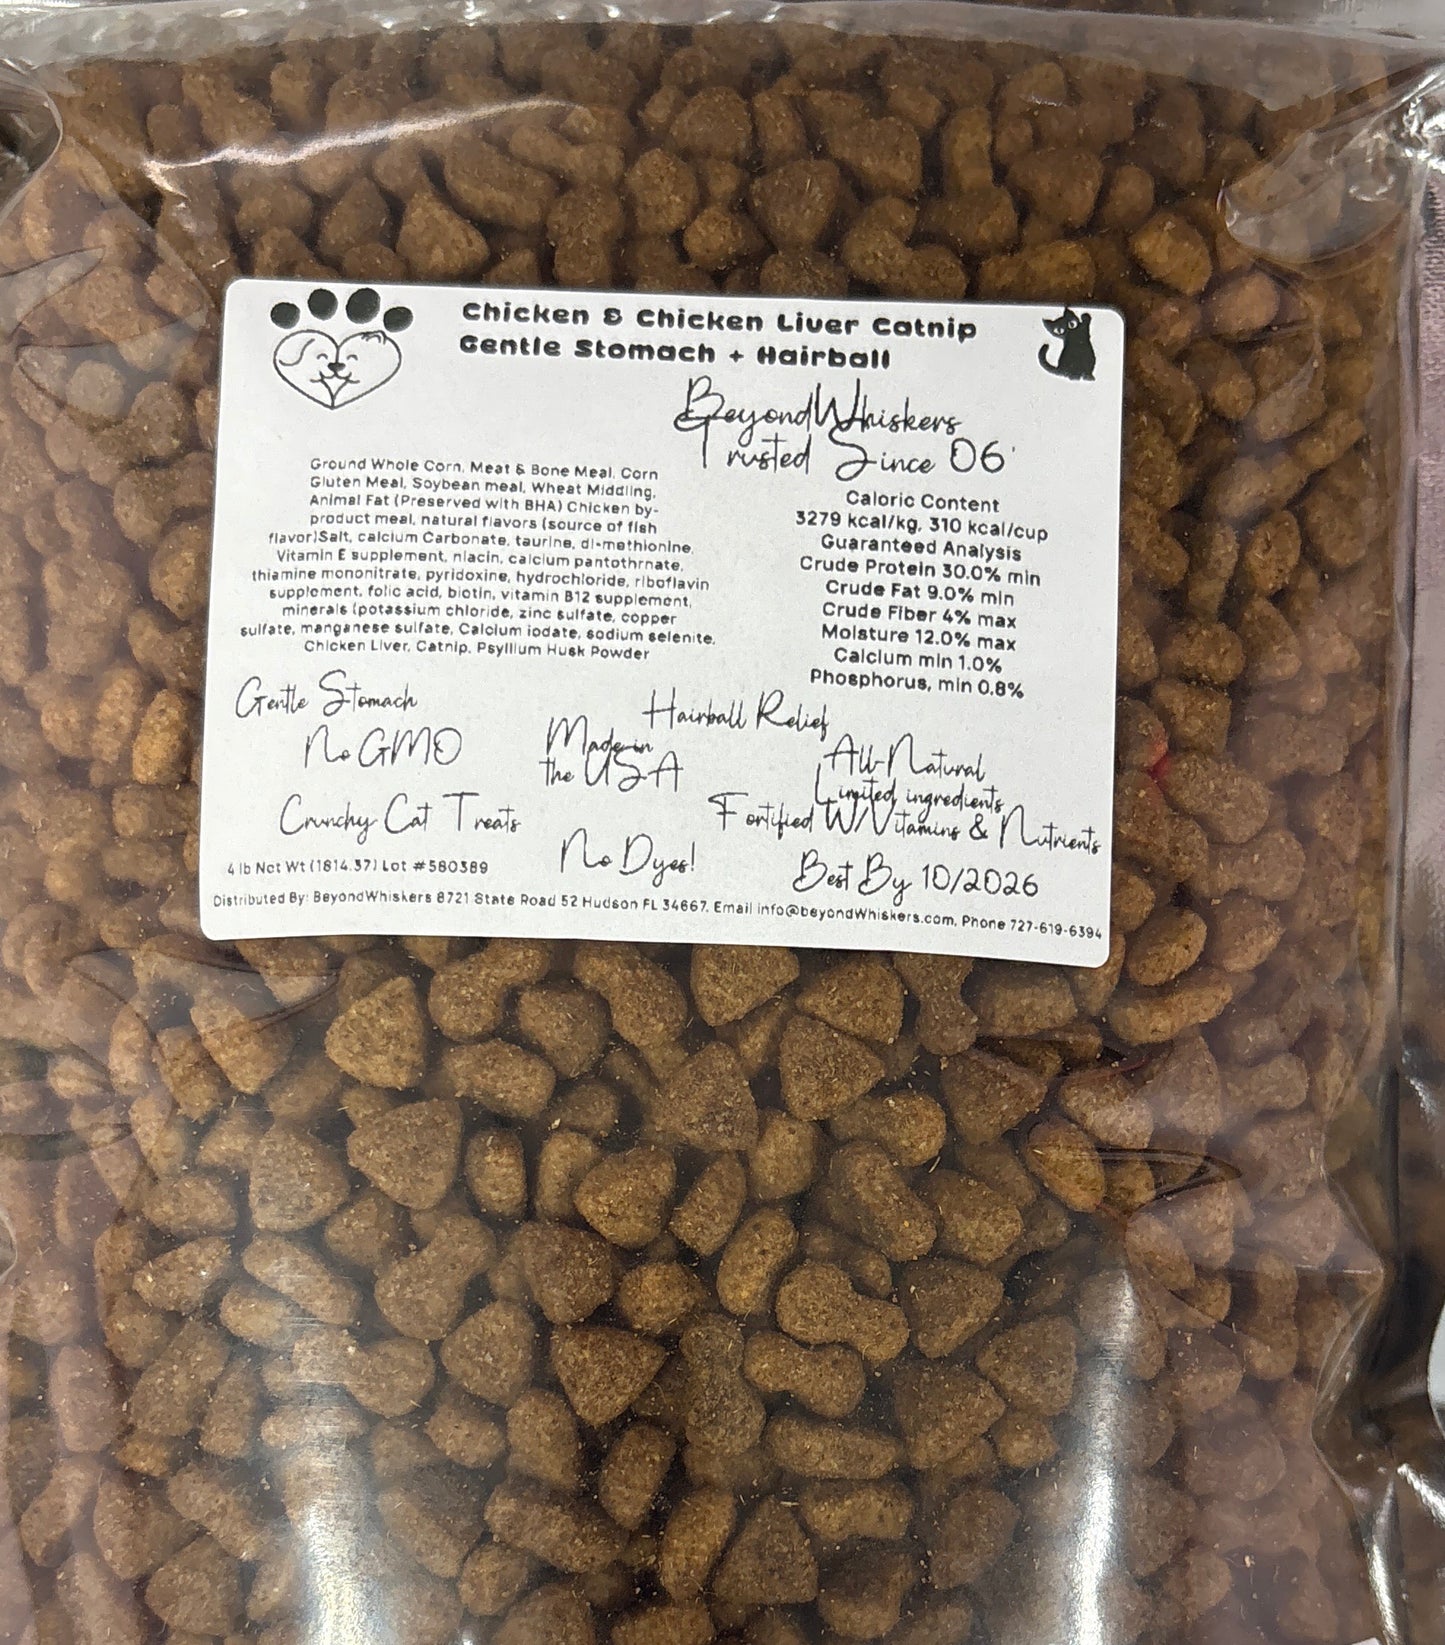 Chicken & Chicken Liver Catnip
Gentle Stomach + Hairball
BeyondWhiskers
Trusted Since 06'
Ground Whole Corn, Meat & Bone Meal, Corn
Gluten Meal, Soybean meal, Wheat Middling,
Animal Fat (Preserved with BHA) Chicken by-
product meal, natural flavors (source of fish
flavor)Salt, calcium Carbonate, taurine, dl-methionine,
Vitamin E supplement, niacin, calcium pantothrnate,
thiamine mononitrate, pyridoxine, hydrochloride, riboflavin
supplement, folic acid, biotin, vitamin B12 supplement,
minerals (potassium chloride, zinc sulfate, copper
sulfate, manganese sulfate, Calcium iodate, sodium selenite,
Chicken Liver, Catnip, Psyllium Husk Powder
Caloric Content
3279 kcal/kg, 310 kcal/cup
Guaranteed Analysis
Crude Protein 30.0% min
Crude Fat 9.0% min
Crude Fiber 4% max
Moisture 12.0% max
Calcium min 1.0%
Phosphorus, min 0.8%
Gentle Stomach
Hairball Relief
No GMO
Made in
the USA
All-Natural
Limited ingredients
Crunchy Cat Treats
Fortified W/Vitamins & Nutrients
No Dyes!
4 lb Net Wt (1814.37) Lot #580389
Best By 10/2026
Distributed By: BeyondWhiskers 8721 State Road 52 Hudson FL 34667. Email info@beyondWhiskers.com, Phone 727-619-6394